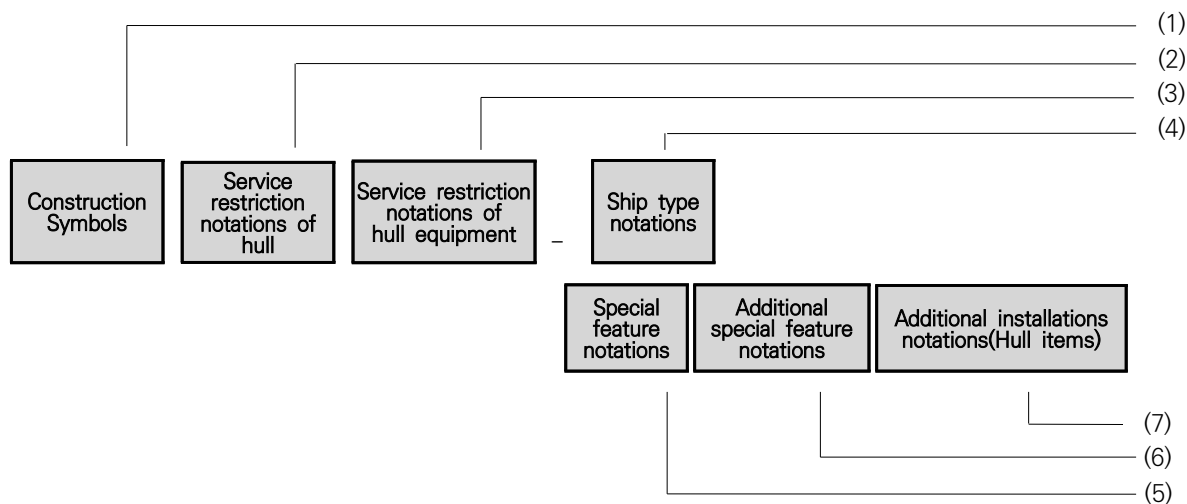 (1)
(2)
(3)
(4)
Construction
Symbols
Service
restriction
notations of
hull
Service restriction
notations of
hull equipment
–
Ship type
notations
Special
feature
notations
Additional
special feature
notations
Additional installations
notations(Hull items)
(7)
(6)
(5)